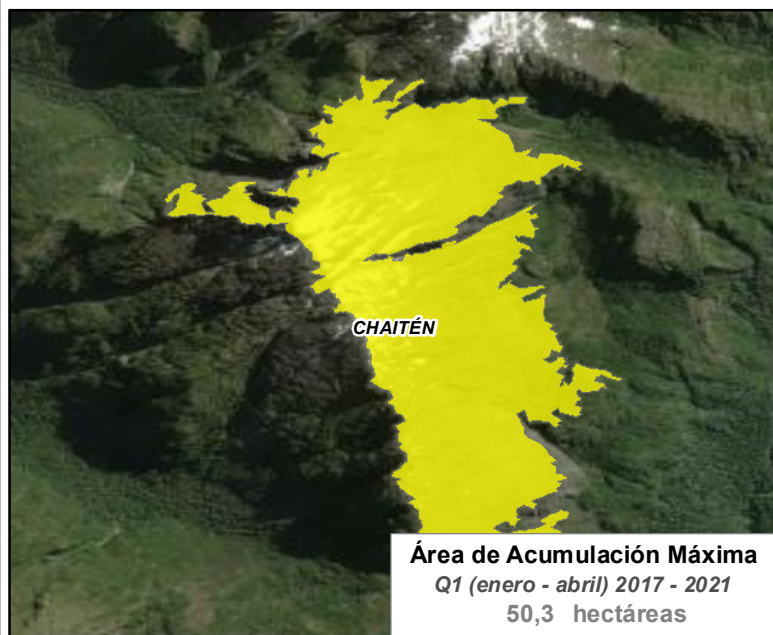 CHAITÉN
Área de Acumulación Máxima
Q1 (enero - abril) 2017 - 2021
50,3 hectáreas